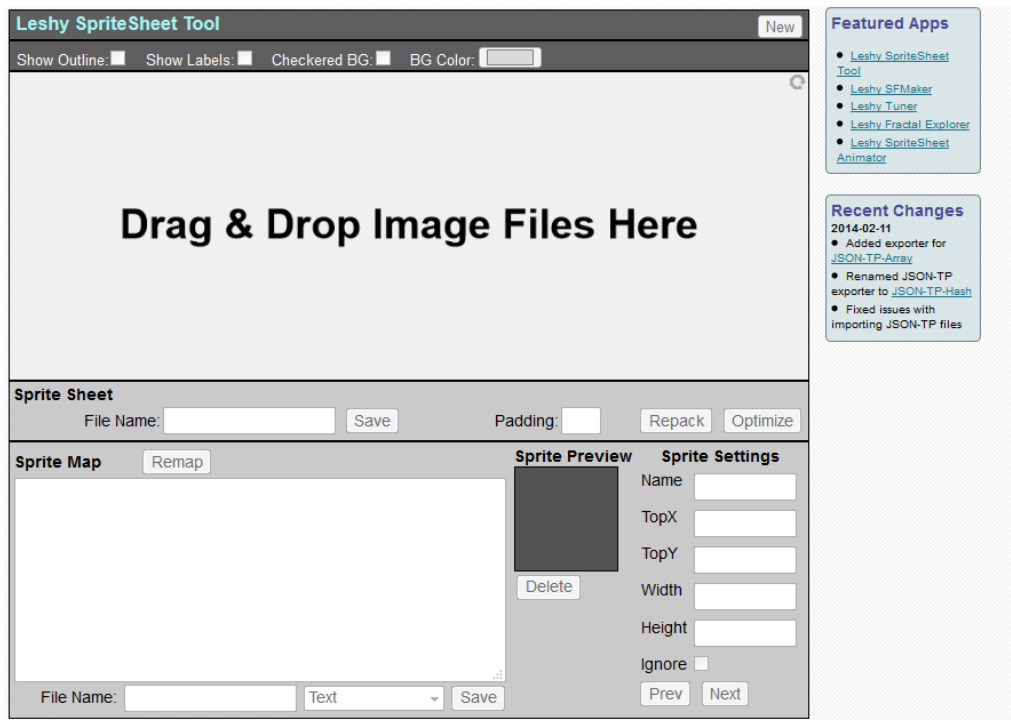 Leshy SpriteSheet Tool
New
Show Outline: Show Labels: Checkered BG: BG Color:
Drag & Drop Image Files Here
Sprite Sheet
File Name: Save Padding: Repack Optimize
Sprite Map Remap
File Name: Text Save
Sprite Preview
Delete
Sprite Settings
Name
TopX
TopY
Width
Height
Ignore
Prev Next
Featured Apps
Leshy SpriteSheet
Tool
Leshy SFMaker
Leshy Tuner
Leshy Fractal Explorer
Leshy SpriteSheet
Animator
Recent Changes
2014-02-11
Added exporter for
JSON-TP-Array
Renamed JSON-TP
exporter to JSON-TP-Hash
Fixed issues with
importing JSON-TP files